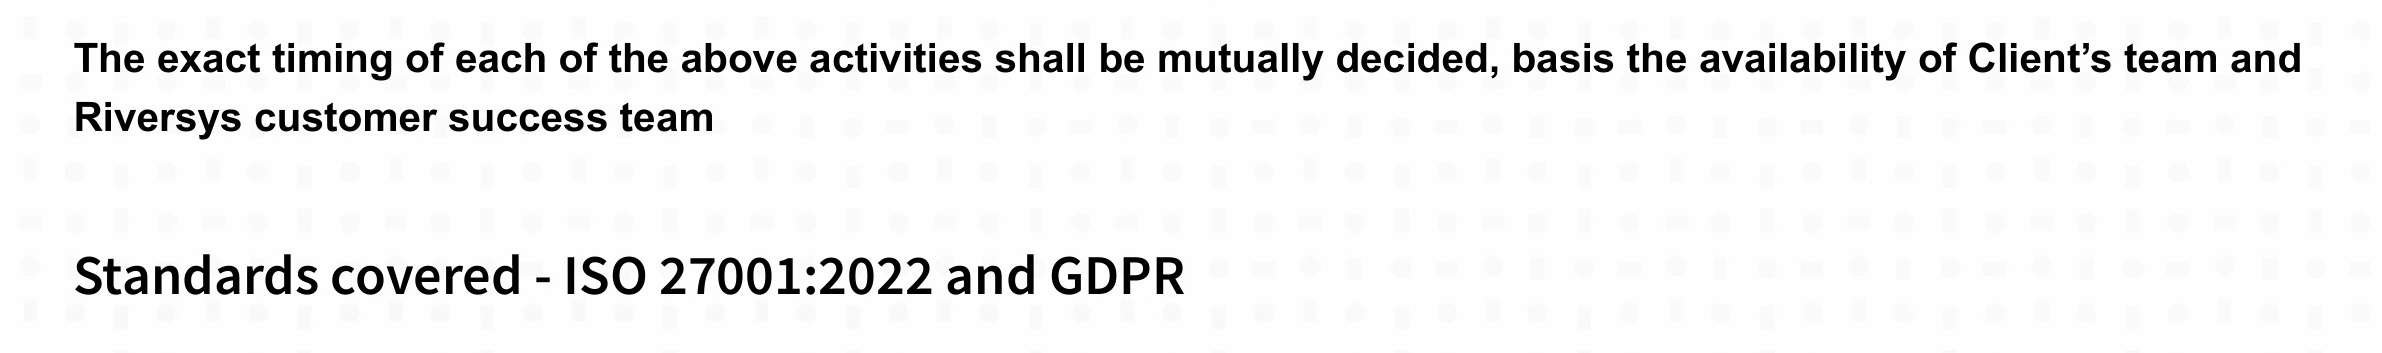 The exact timing of each of the above activities shall be mutually decided, basis the availability of Client’s team and
Riversys customer success team
Standards covered - ISO 27001:2022 and GDPR